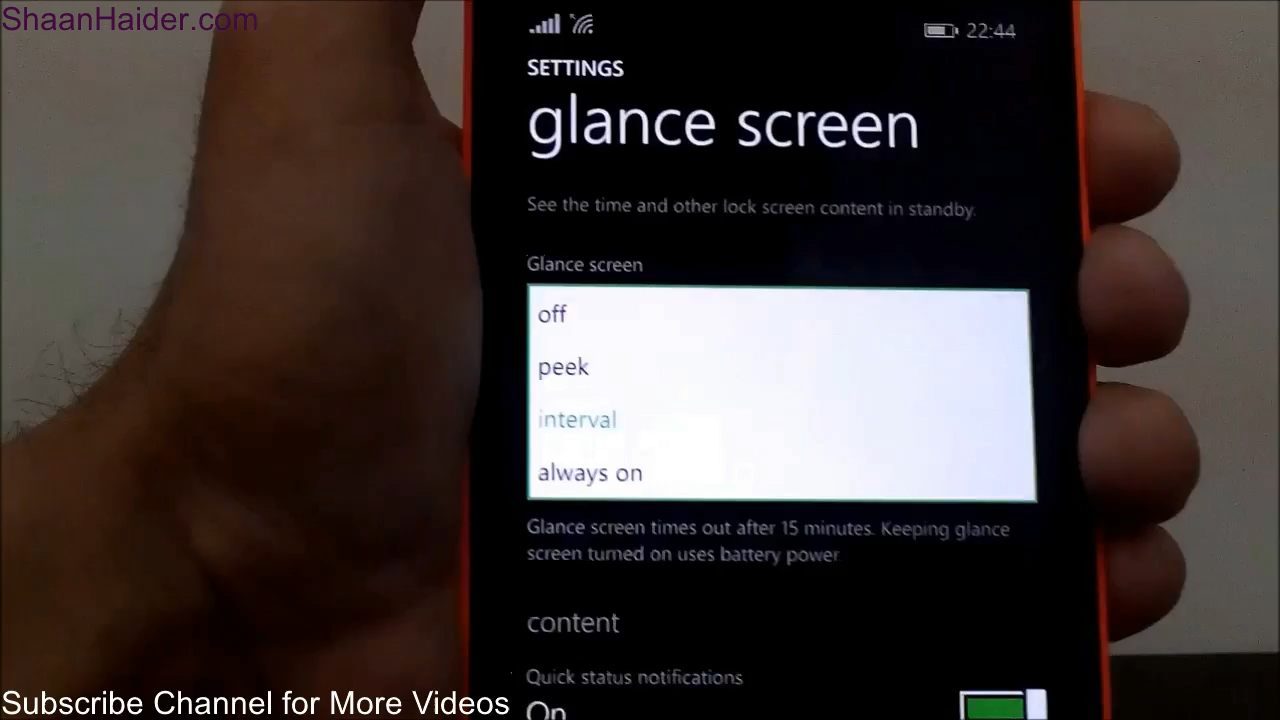 ShaanHaider.com
22:44
SETTINGS
glance screen
See the time and other lock screen content in standby.
Glance screen
off
peek
interval
always on
Glance screen times out after 15 minutes. Keeping glance
screen turned on uses battery power.
content
Quick status notifications
On
Subscribe Channel for More Videos